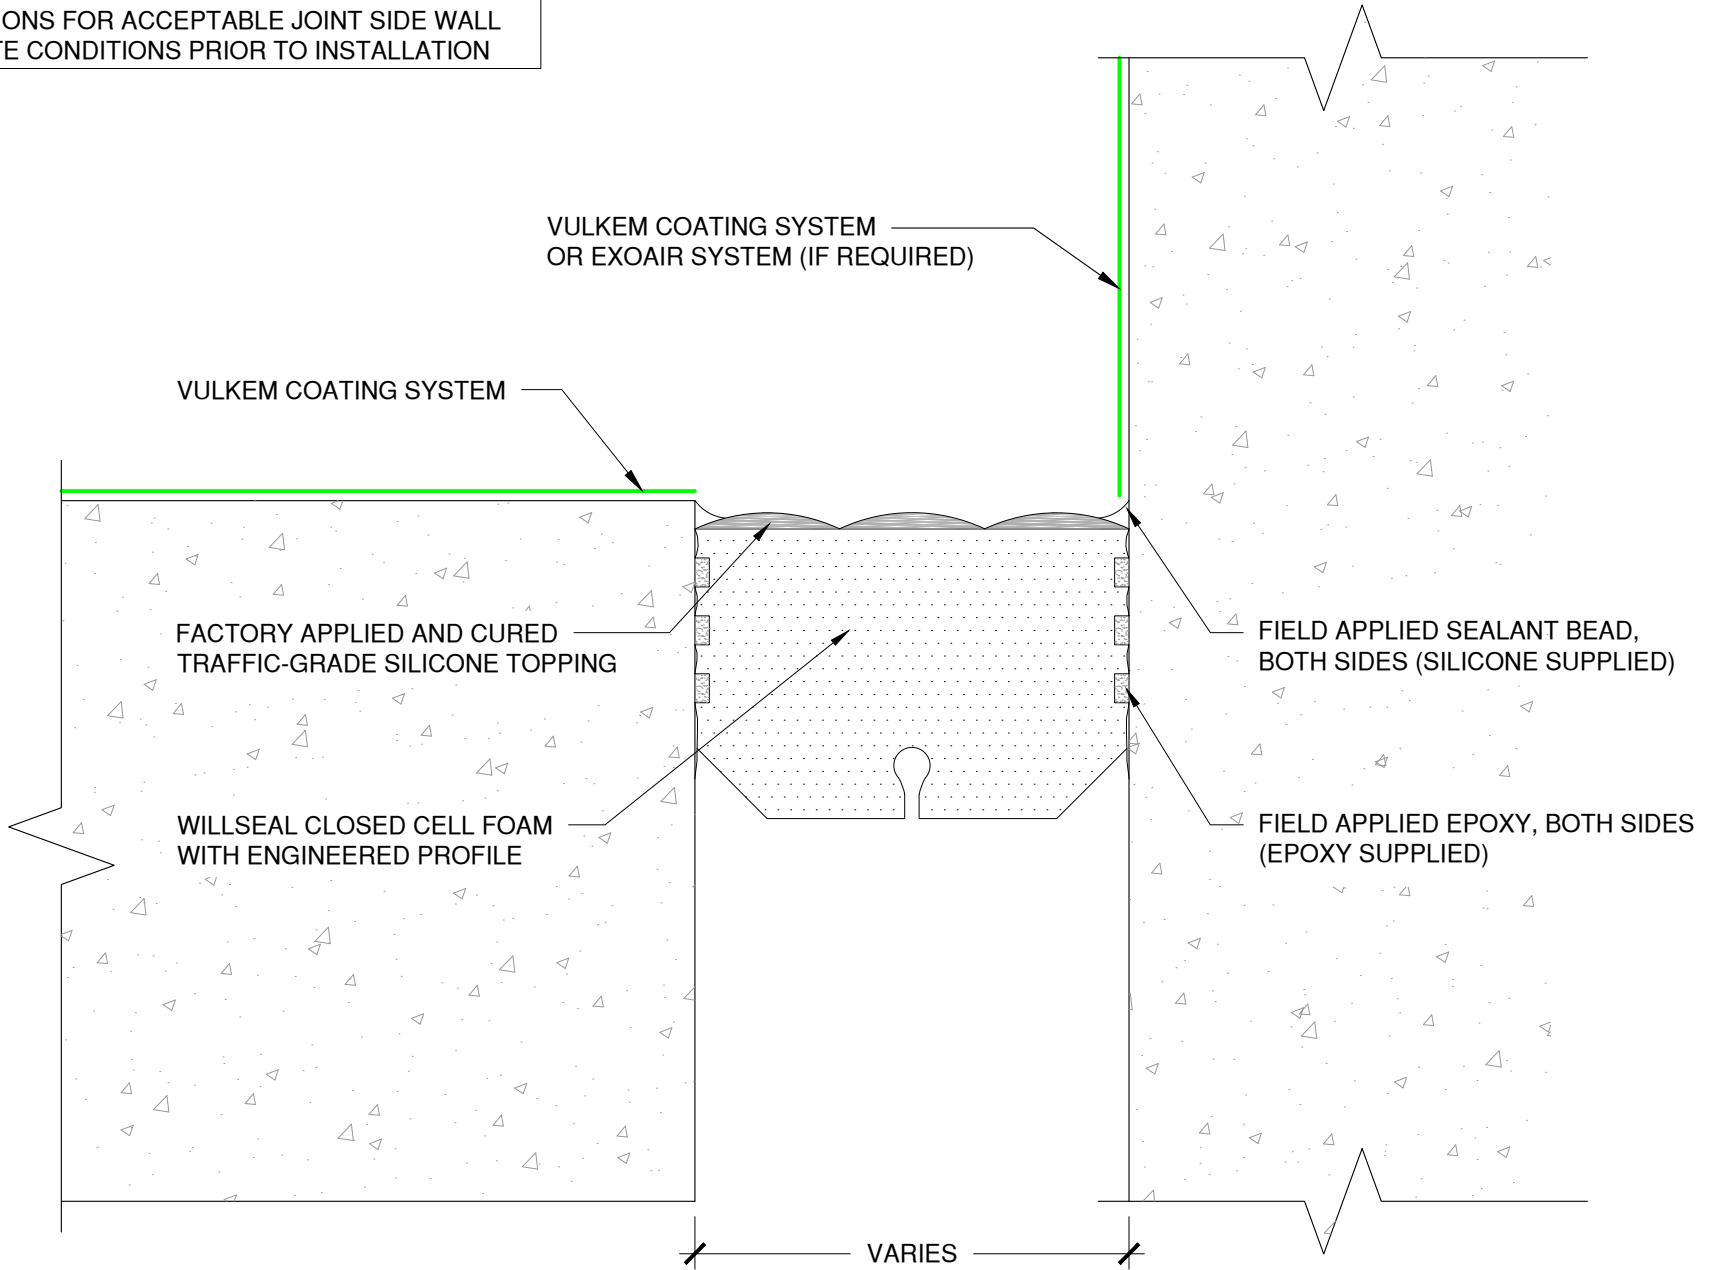 ONS FOR ACCEPTABLE JOINT SIDE WALL
CONDITIONS PRIOR TO INSTALLATION
VULKEM COATING SYSTEM
OR EXOAIR SYSTEM (IF REQUIRED)
VULKEM COATING SYSTEM
FACTORY APPLIED AND CURED
TRAFFIC-GRADE SILICONE TOPPING
FIELD APPLIED SEALANT BEAD,
BOTH SIDES (SILICONE SUPPLIED)
WILLSEAL CLOSED CELL FOAM
WITH ENGINEERED PROFILE
FIELD APPLIED EPOXY, BOTH SIDES
(EPOXY SUPPLIED)
VARIES